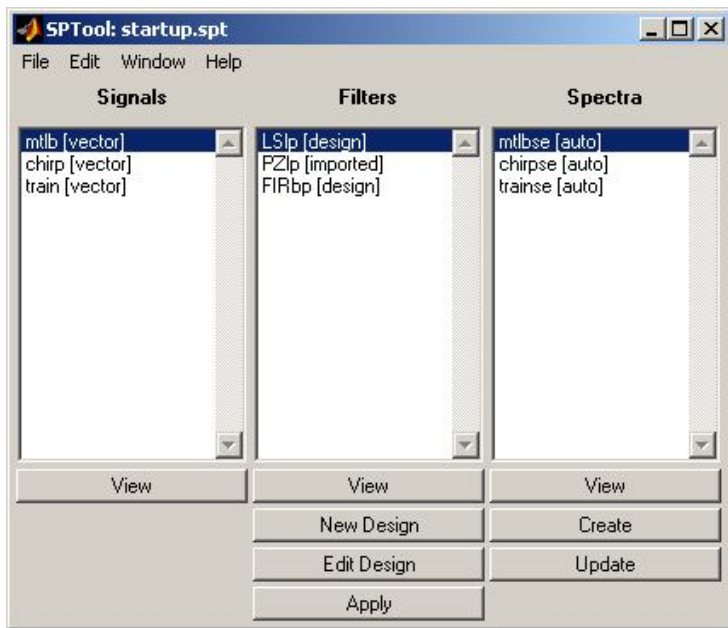 SPTool: startup.spt
File Edit Window Help
Signals Filters Spectra
mtlb [vector]
chirp [vector]
train [vector]
LSlp [design]
PZlp [imported]
FIRbp [design]
mtlbse [auto]
chirpse [auto]
trainse [auto]
View View View
New Design Create
Edit Design Update
Apply